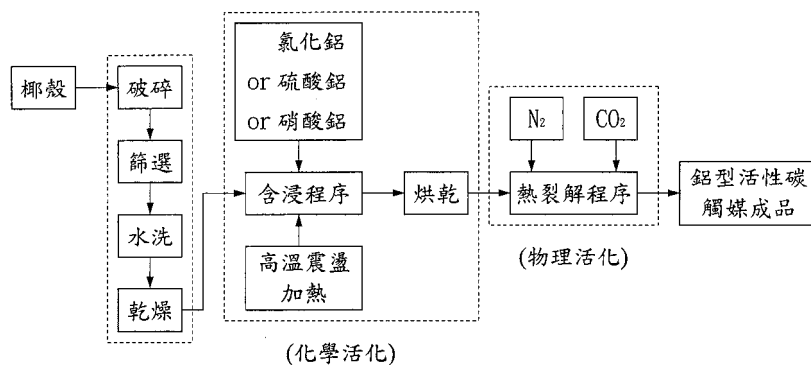 椰殼
破碎
篩選
水洗
乾燥
氯化鋁
or 硫酸鋁
or 硝酸鋁
含浸程序
高溫震盪
加熱
烘乾
(化學活化)
N₂
CO₂
熱裂解程序
(物理活化)
鋁型活性碳
觸媒成品